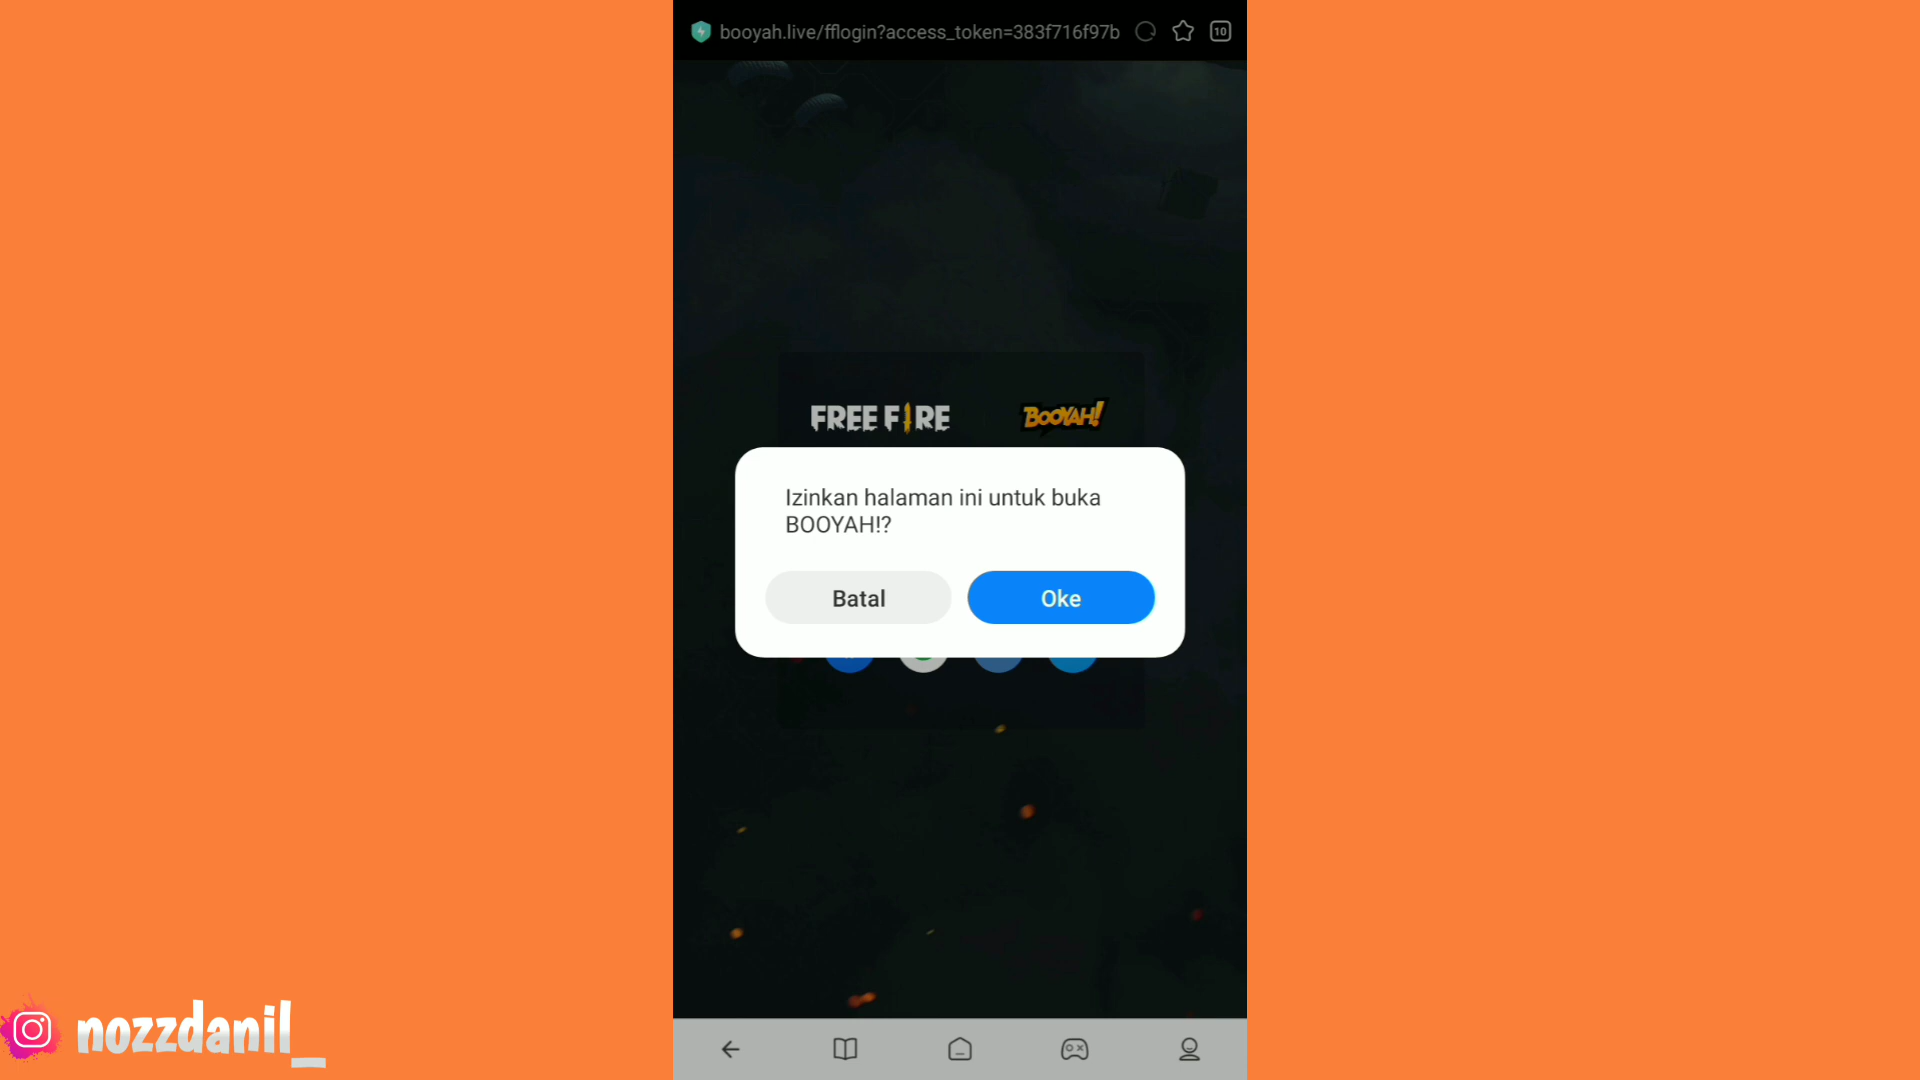 booyah.live/fflogin?access_token=383f716f97b
10
FREE FIRE
BOOYAH!
Izinkan halaman ini untuk buka
BOOYAH!?
Batal
Oke
nozzdanil_